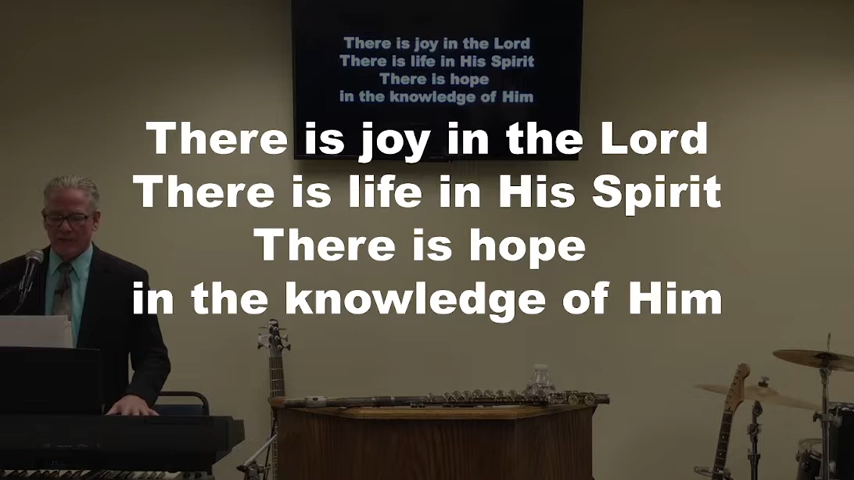 There is joy in the Lord
There is life in His Spirit
There is hope
in the knowledge of Him
There is joy in the Lord
There is life in His Spirit
There is hope
in the knowledge of Him